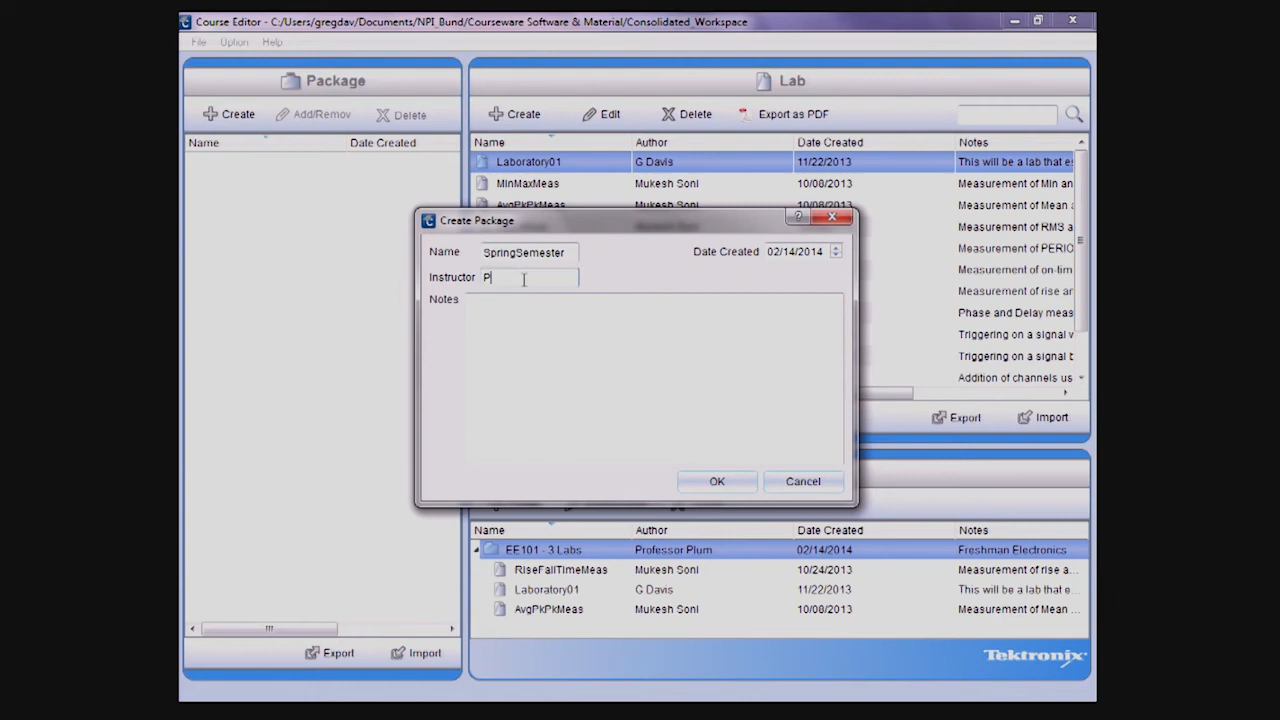 Course Editor - C:/Users/gregdav/Documents/NPI_Bund/Courseware Software & Material/Consolidated_Workspace
File Option Help
Package
Create Add/Remov Delete
Name Date Created
Export Import
Lab
Create Edit Delete Export as PDF
Name Author Date Created Notes
Laboratory01 G Davis 11/22/2013 This will be a lab that es
MinMaxMeas Mukesh Soni 10/08/2013 Measurement of Min an
AvgPkPkMeas Mukesh Soni 10/08/2013 Measurement of Mean a
Measurement of RMS a
Measurement of PERIO
Measurement of on-tim
Measurement of rise ar
Phase and Delay meas
Triggering on a signal v
Triggering on a signal b
Addition of channels us
Export Import
Create Package
Name SpringSemester Date Created 02/14/2014
Instructor P
Notes
OK Cancel
Name Author Date Created Notes
EE101 - 3 Labs Professor Plum 02/14/2014 Freshman Electronics
RiseFallTimeMeas Mukesh Soni 10/24/2013 Measurement of rise a...
Laboratory01 G Davis 11/22/2013 This will be a lab that e...
AvgPkPkMeas Mukesh Soni 10/08/2013 Measurement of Mean ...
Tektronix